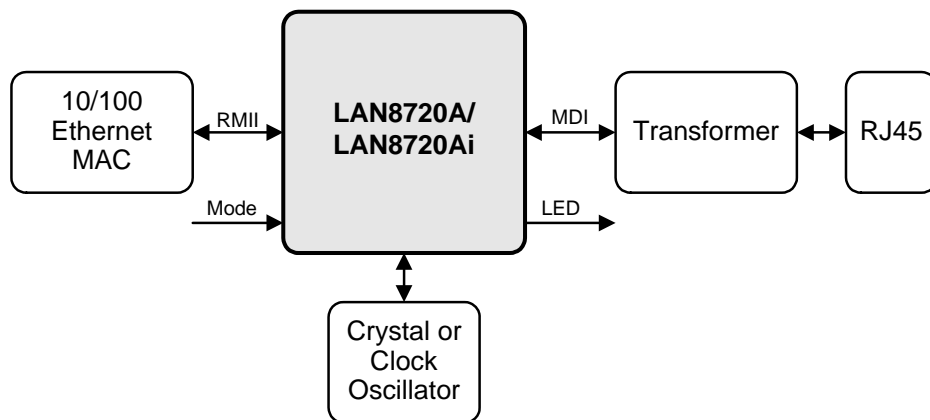 10/100
Ethernet
MAC
RMII
Mode
LAN8720A/
LAN8720Ai
MDI
LED
Transformer
RJ45
Crystal or
Clock
Oscillator